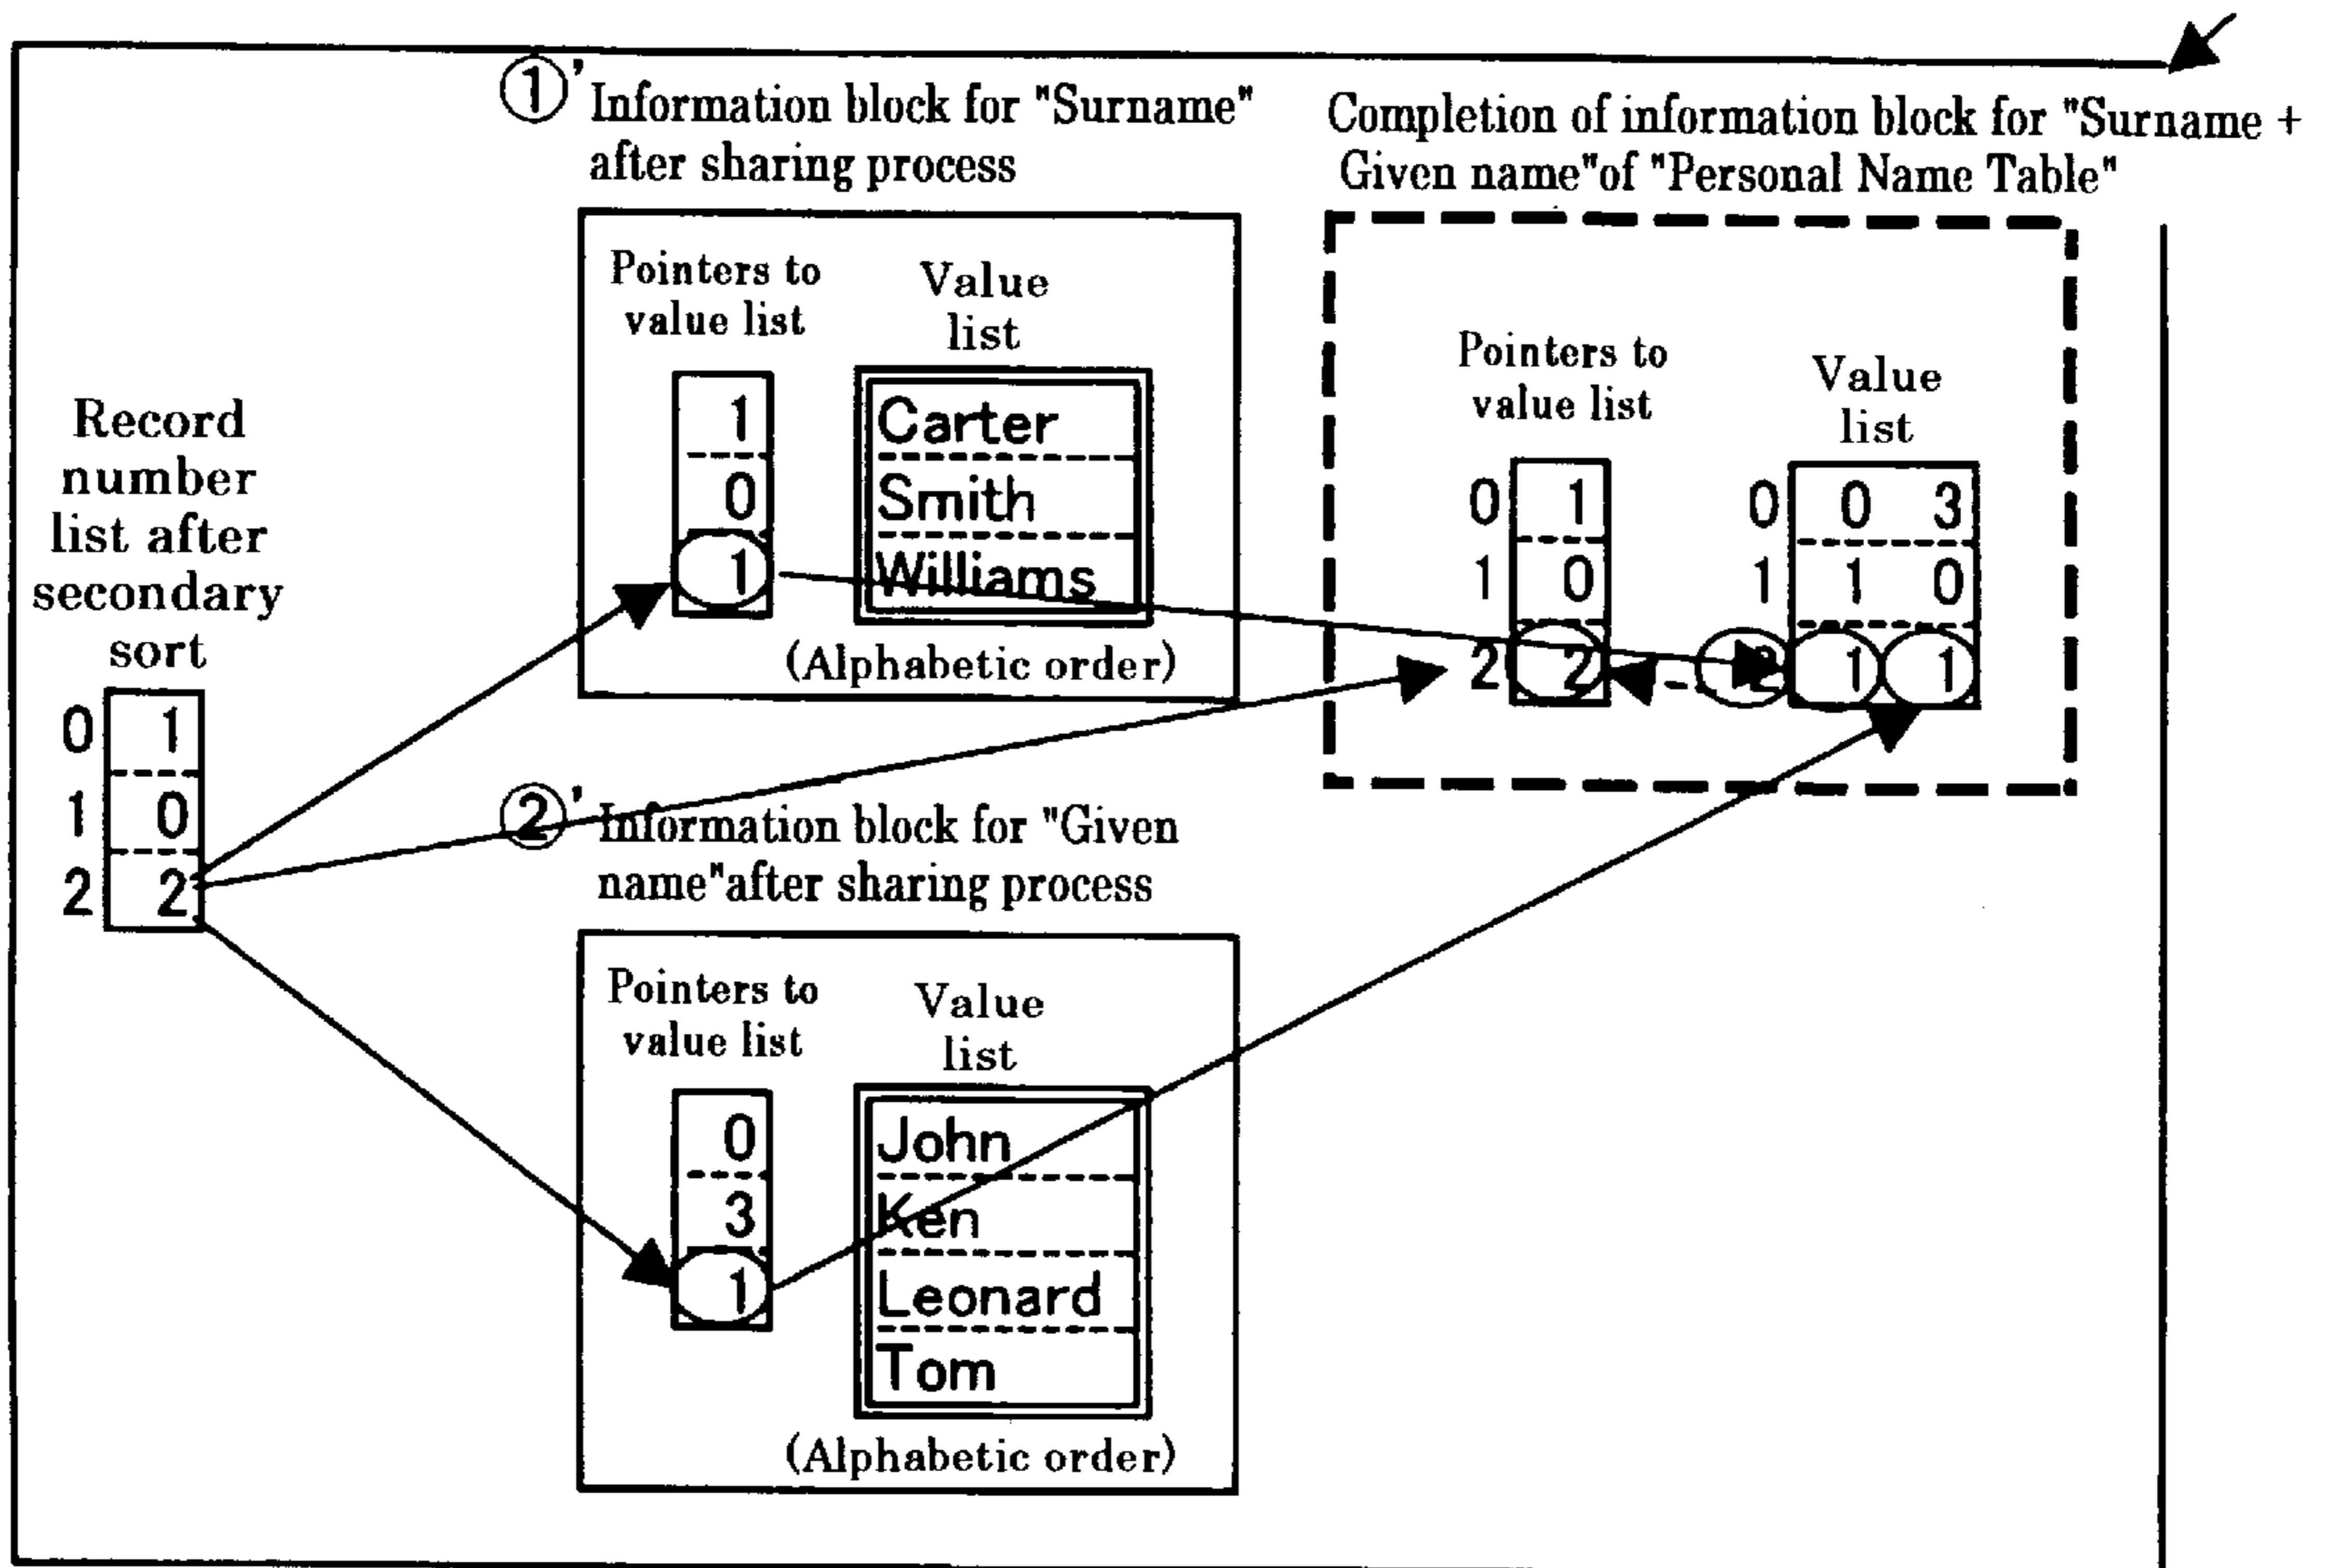 ①' Information block for "Surname"
after sharing process
Completion of information block for "Surname +
Given name"of "Personal Name Table"
Record
number
list after
secondary
sort
0 1
1 0
2 2
Pointers to
value list
1
0
1
Value
list
Carter
Smith
Williams
(Alphabetic order)
Pointers to
value list
0 1
1 0
2 2
Value
list
0 0 3
1 1 0
2 1 1
②' Information block for "Given
name"after sharing process
Pointers to
value list
0
3
1
Value
list
John
Ken
Leonard
Tom
(Alphabetic order)